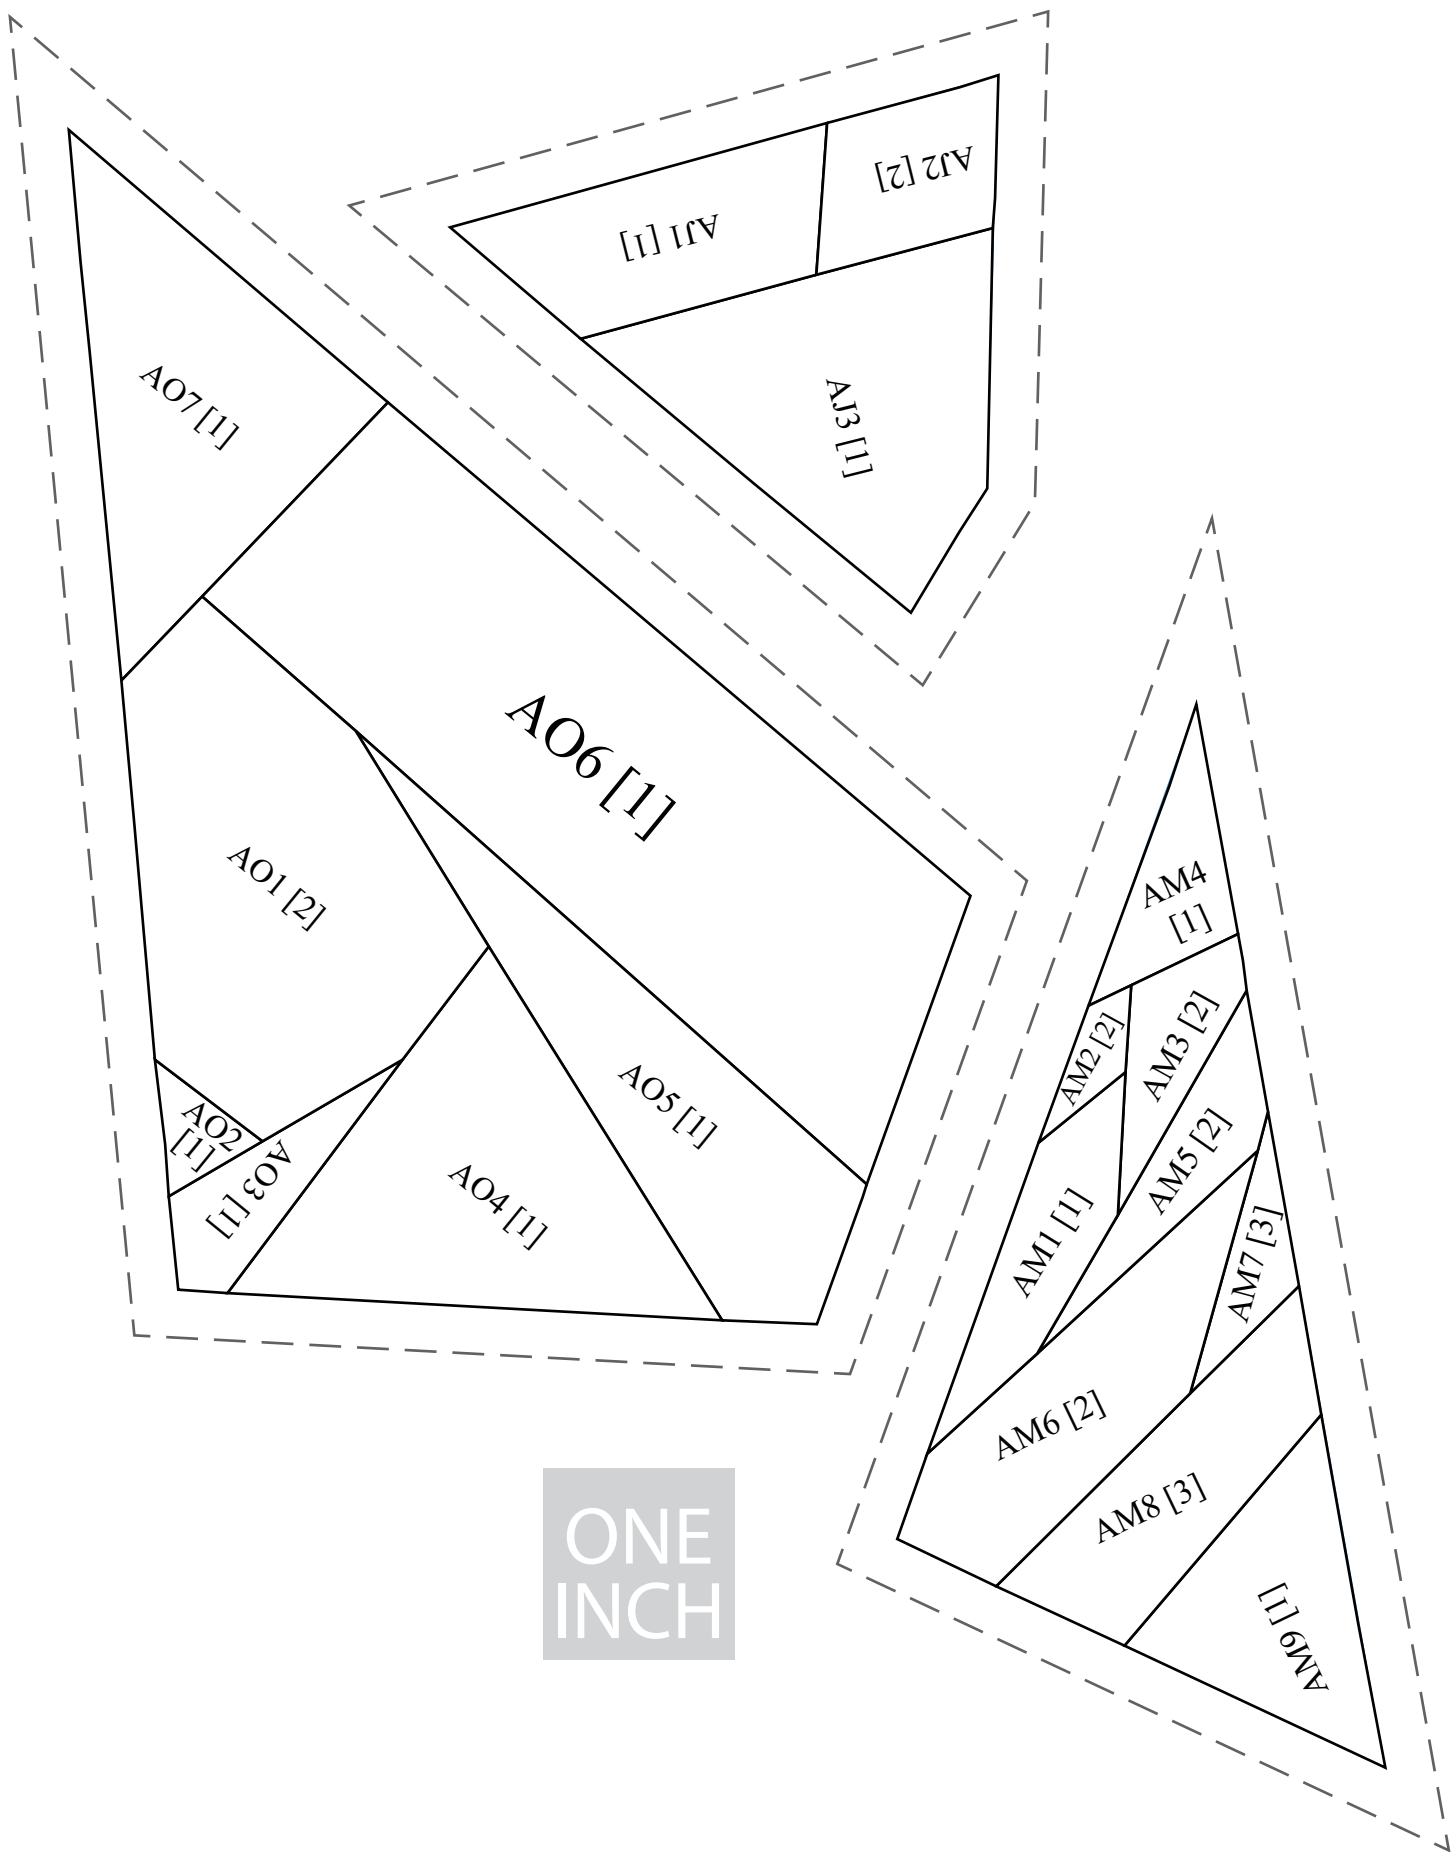 AJ2 [2]
AJ1 [1]
AJ3 [1]
AO7 [1]
AO6 [1]
AO1 [2]
AO2
[1]
AO3 [1]
AO4 [1]
AO5 [1]
AM4
[1]
AM2 [2]
AM3 [2]
AM1 [1]
AM5 [2]
AM7 [3]
AM6 [2]
AM8 [3]
AM9 [1]
ONE
INCH